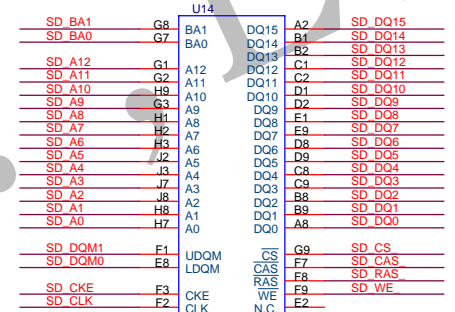 U14
SD_BA1 G8 BA1 DQ15 A2 SD_DQ15
SD_BA0 G7 BA0 DQ14 B1 SD_DQ14
DQ13 B2 SD_DQ13
SD_A12 G1 A12 DQ12 C1 SD_DQ12
SD_A11 G2 A11 DQ11 C2 SD_DQ11
SD_A10 H9 A10 DQ10 D1 SD_DQ10
SD_A9 G3 A9 DQ9 D2 SD_DQ9
SD_A8 H1 A8 DQ8 E1 SD_DQ8
SD_A7 H2 A7 DQ7 E9 SD_DQ7
SD_A6 H3 A6 DQ6 D8 SD_DQ6
SD_A5 J2 A5 DQ5 D9 SD_DQ5
SD_A4 J3 A4 DQ4 C8 SD_DQ4
SD_A3 J7 A3 DQ3 C9 SD_DQ3
SD_A2 J8 A2 DQ2 B8 SD_DQ2
SD_A1 H8 A1 DQ1 B9 SD_DQ1
SD_A0 H7 A0 DQ0 A8 SD_DQ0
SD_DQM1 F1 UDQM CS G9 SD_CS_
SD_DQM0 E8 LDQM CAS F7 SD_CAS_
RAS F8 SD_RAS_
SD_CKE F3 CKE WE F9 SD_WE_
SD_CLK F2 CLK N.C. E2